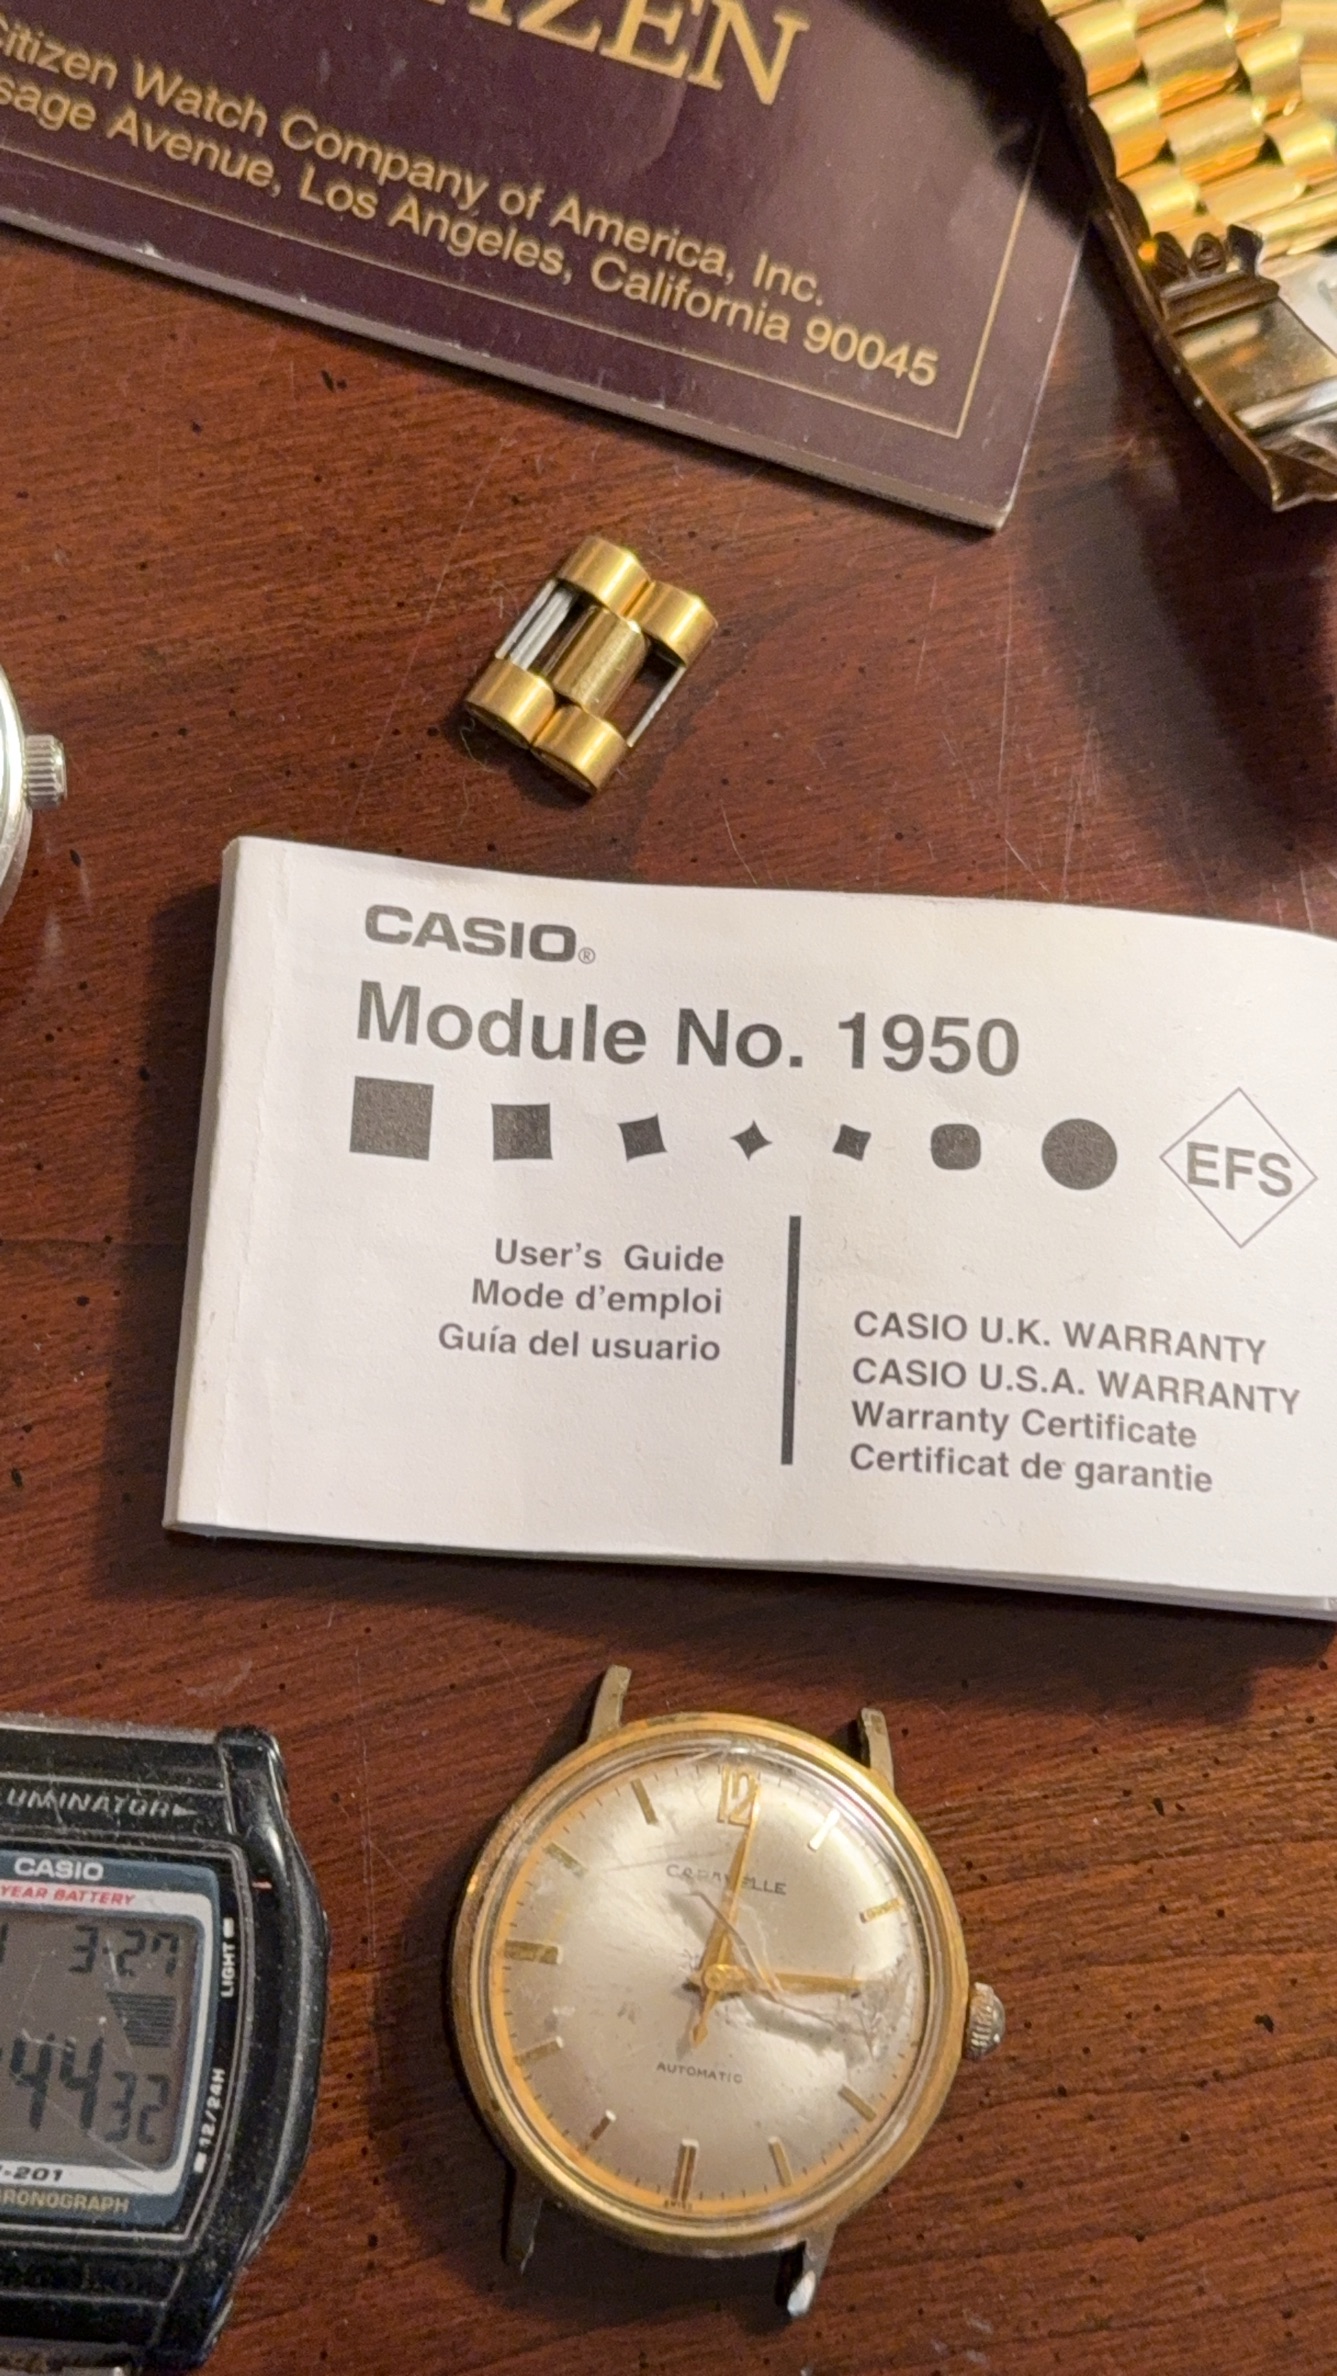 IZEN
Citizen Watch Company of America, Inc.
Avenue, Los Angeles, California 90045
CASIO®
Module No. 1950
EFS
User's Guide
Mode d'emploi
Guía del usuario
CASIO U.K. WARRANTY
CASIO U.S.A. WARRANTY
Warranty Certificate
Certificat de garantie
UMINATOR
CASIO
YEAR BATTERY
3-27
LIGHT
44 32
12/24H
-201
RONOGRAPH
12
CARAVELLE
AUTOMATIC